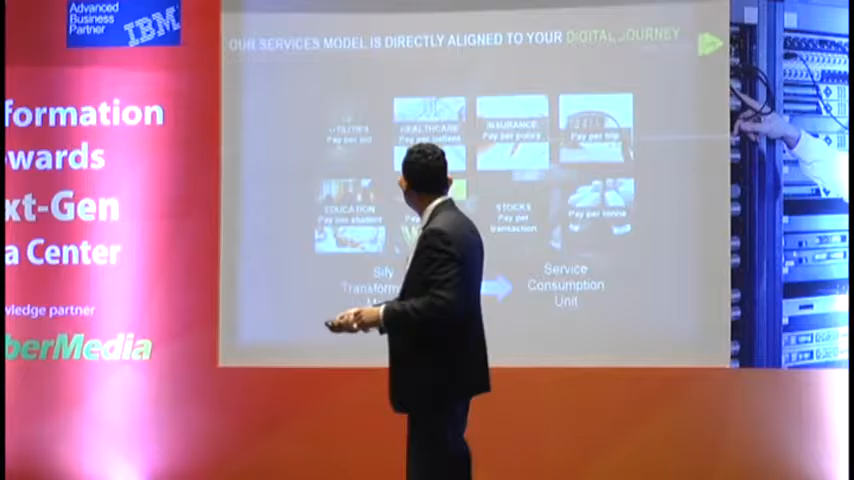 Advanced
Business
Partner
IBM
formation
wards
xt-Gen
a Center
wledge partner
berMedia
OUR SERVICES MODEL IS DIRECTLY ALIGNED TO YOUR DIGITAL JOURNEY
UTILITIES
Pay per
HEALTHCARE
Pay per patient
INSURANCE
Pay per policy
Pay per trip
EDUCATION
Pay per student
STOCKS
Pay per
transaction
Pay per tonne
Sify
Transform
Service
Consumption
Unit